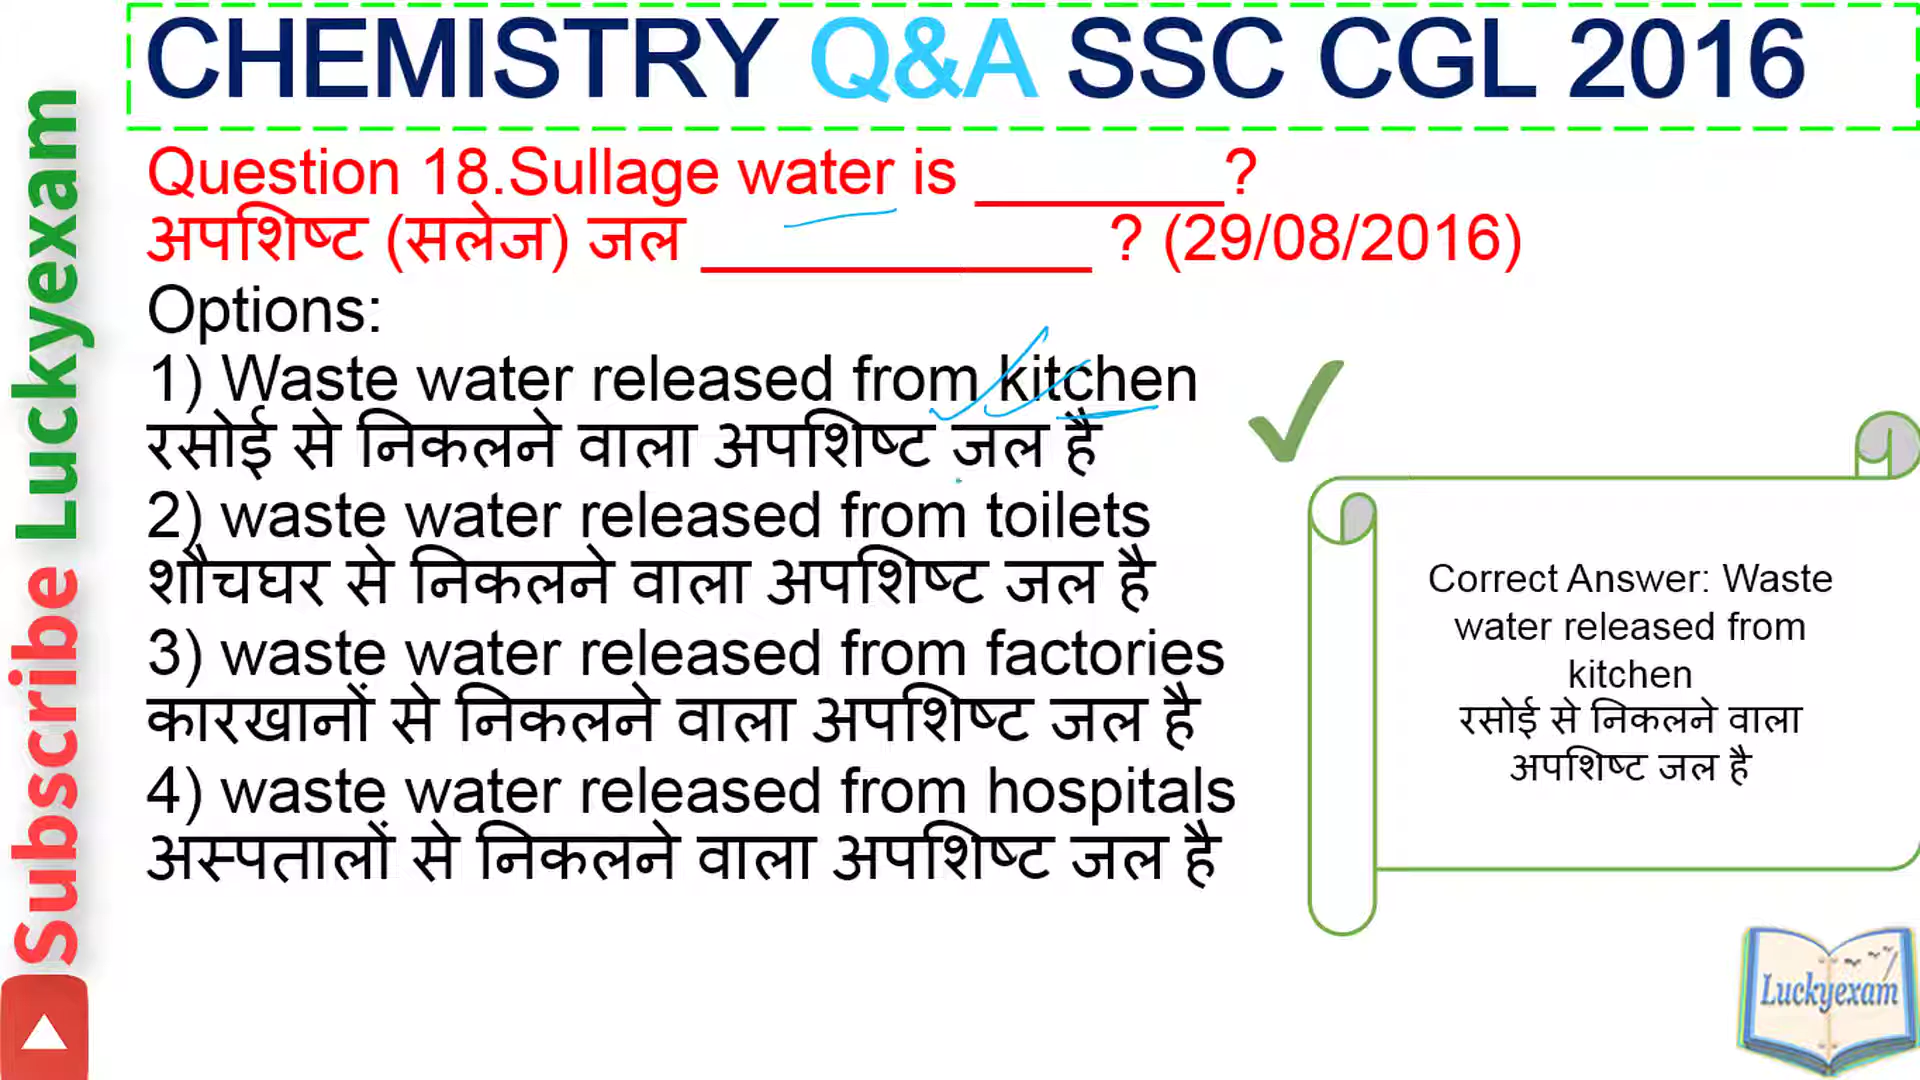 CHEMISTRY Q&A SSC CGL 2016
Question 18.Sullage water is ________?
अपशिष्ट (सलेज) जल ____________ ? (29/08/2016)
Options:
1) Waste water released from kitchen
रसोई से निकलने वाला अपशिष्ट जल है
2) waste water released from toilets
शौचघर से निकलने वाला अपशिष्ट जल है
3) waste water released from factories
कारखानों से निकलने वाला अपशिष्ट जल है
4) waste water released from hospitals
अस्पतालों से निकलने वाला अपशिष्ट जल है
Correct Answer: Waste
water released from
kitchen
रसोई से निकलने वाला
अपशिष्ट जल है
Subscribe Luckyexam
Luckyexam